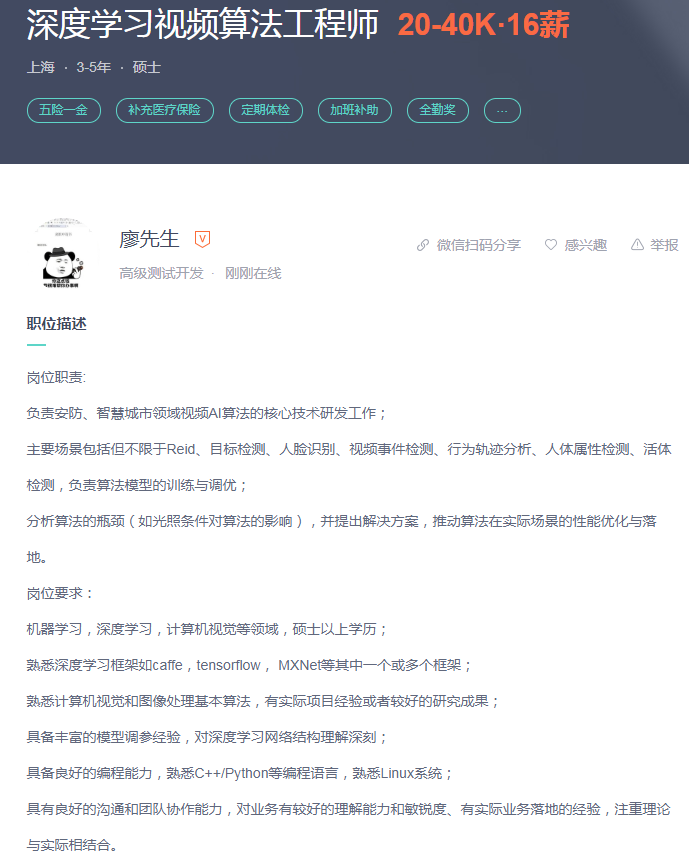 深度学习视频算法工程师 20-40K·16薪
上海 · 3-5年 · 硕士
五险一金 补充医疗保险 定期体检 加班补助 全勤奖 ...
廖先生 V
微信扫码分享 感兴趣 举报
高级测试开发 · 刚刚在线
职位描述
岗位职责:
负责安防、智慧城市领域视频AI算法的核心技术研发工作；
主要场景包括但不限于Reid、目标检测、人脸识别、视频事件检测、行为轨迹分析、人体属性检测、活体
检测，负责算法模型的训练与调优；
分析算法的瓶颈（如光照条件对算法的影响），并提出解决方案，推动算法在实际场景的性能优化与落
地。
岗位要求：
机器学习，深度学习，计算机视觉等领域，硕士以上学历；
熟悉深度学习框架如caffe，tensorflow， MXNet等其中一个或多个框架；
熟悉计算机视觉和图像处理基本算法，有实际项目经验或者较好的研究成果；
具备丰富的模型调参经验，对深度学习网络结构理解深刻；
具备良好的编程能力，熟悉C++/Python等编程语言，熟悉Linux系统；
具有良好的沟通和团队协作能力，对业务有较好的理解能力和敏锐度、有实际业务落地的经验，注重理论
与实际相结合。